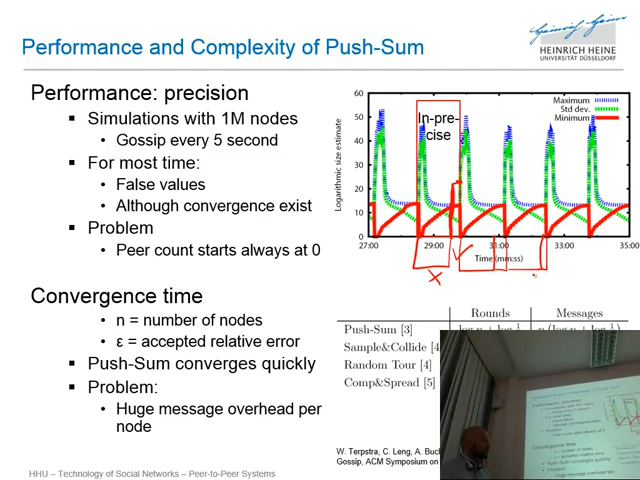 Performance and Complexity of Push-Sum
HEINRICH HEINE
UNIVERSITÄT DÜSSELDORF
Performance: precision
Simulations with 1M nodes
Gossip every 5 second
For most time:
False values
Although convergence exist
Problem
Peer count starts always at 0
Convergence time
n = number of nodes
ε = accepted relative error
Push-Sum converges quickly
Problem:
Huge message overhead per
node
60
50
40
30
20
10
0
Logarithmic size estimate
In-pre-
cise
Maximum
Std dev.
Minimum
27:00
29:00
31:00
33:00
35:00
Time (mm:ss)
Rounds
Messages
Push-Sum [3]
Sample&Collide [4
Random Tour [4]
Comp&Spread [5]
W. Terpstra, C. Leng, A. Buc
Gossip, ACM Symposium on
HHU – Technology of Social Networks – Peer-to-Peer Systems